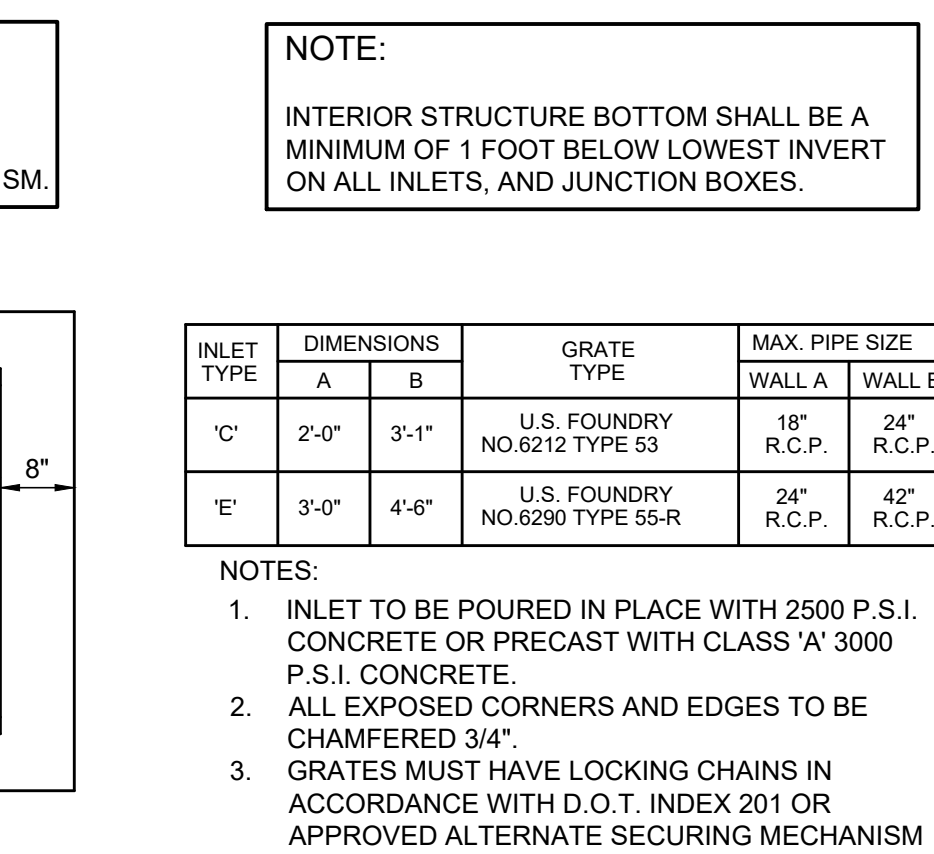 SM.
NOTE:
INTERIOR STRUCTURE BOTTOM SHALL BE A
MINIMUM OF 1 FOOT BELOW LOWEST INVERT
ON ALL INLETS, AND JUNCTION BOXES.
8"
INLET TYPE DIMENSIONS GRATE TYPE MAX. PIPE SIZE
A B WALL A WALL
'C' 2'-0" 3'-1" U.S. FOUNDRY NO.6212 TYPE 53 18" R.C.P. 24" R.C.P.
'E' 3'-0" 4'-6" U.S. FOUNDRY NO.6290 TYPE 55-R 24" R.C.P. 42" R.C.P.
NOTES:
1. INLET TO BE POURED IN PLACE WITH 2500 P.S.I.
CONCRETE OR PRECAST WITH CLASS 'A' 3000
P.S.I. CONCRETE.
2. ALL EXPOSED CORNERS AND EDGES TO BE
CHAMFERED 3/4".
3. GRATES MUST HAVE LOCKING CHAINS IN
ACCORDANCE WITH D.O.T. INDEX 201 OR
APPROVED ALTERNATE SECURING MECHANISM